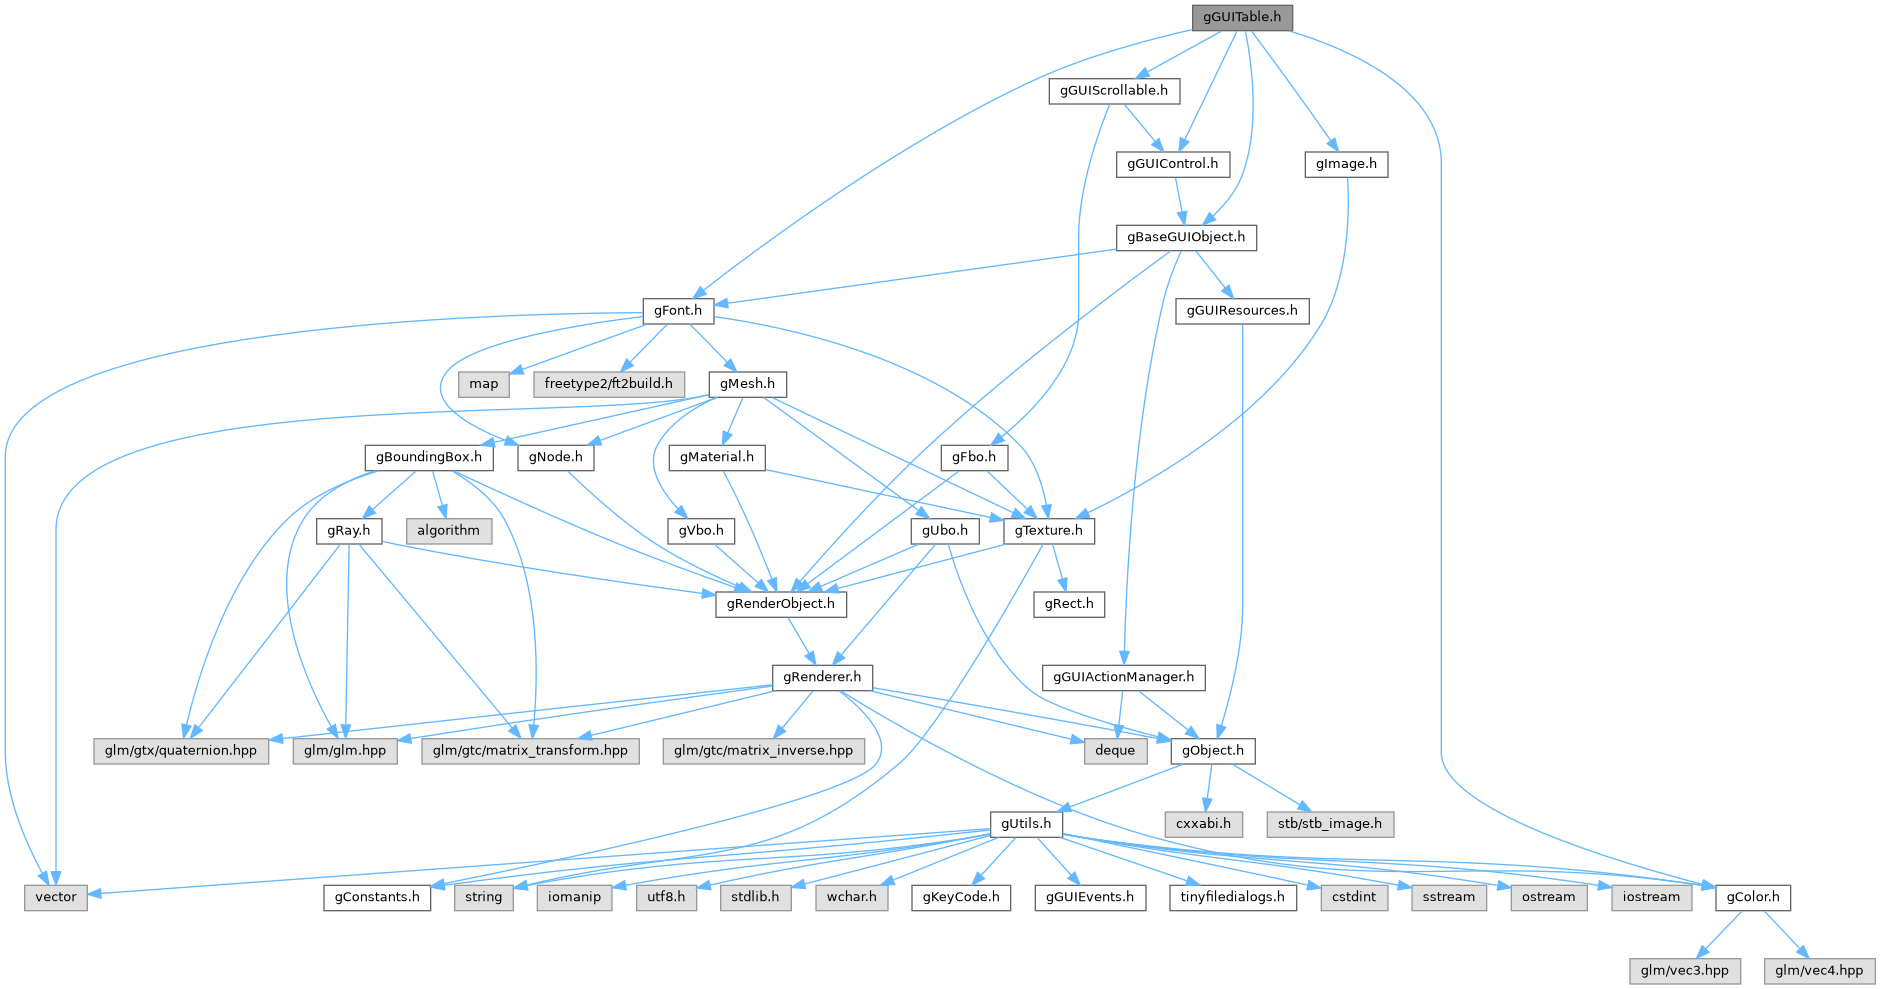 gGUITable.h
gGUIScrollable.h
gGUIControl.h
gImage.h
gBaseGUIObject.h
gFont.h
gGUIResources.h
map
freetype2/ft2build.h
gMesh.h
gBoundingBox.h
gNode.h
gMaterial.h
gFbo.h
gRay.h
algorithm
gVbo.h
gUbo.h
gTexture.h
gRenderObject.h
gRect.h
gRenderer.h
gGUIActionManager.h
glm/gtx/quaternion.hpp
glm/glm.hpp
glm/gtc/matrix_transform.hpp
glm/gtc/matrix_inverse.hpp
deque
gObject.h
gUtils.h
cxxabi.h
stb/stb_image.h
vector
gConstants.h
string
iomanip
utf8.h
stdlib.h
wchar.h
gKeyCode.h
gGUIEvents.h
tinyfiledialogs.h
cstdint
sstream
ostream
iostream
gColor.h
glm/vec3.hpp
glm/vec4.hpp